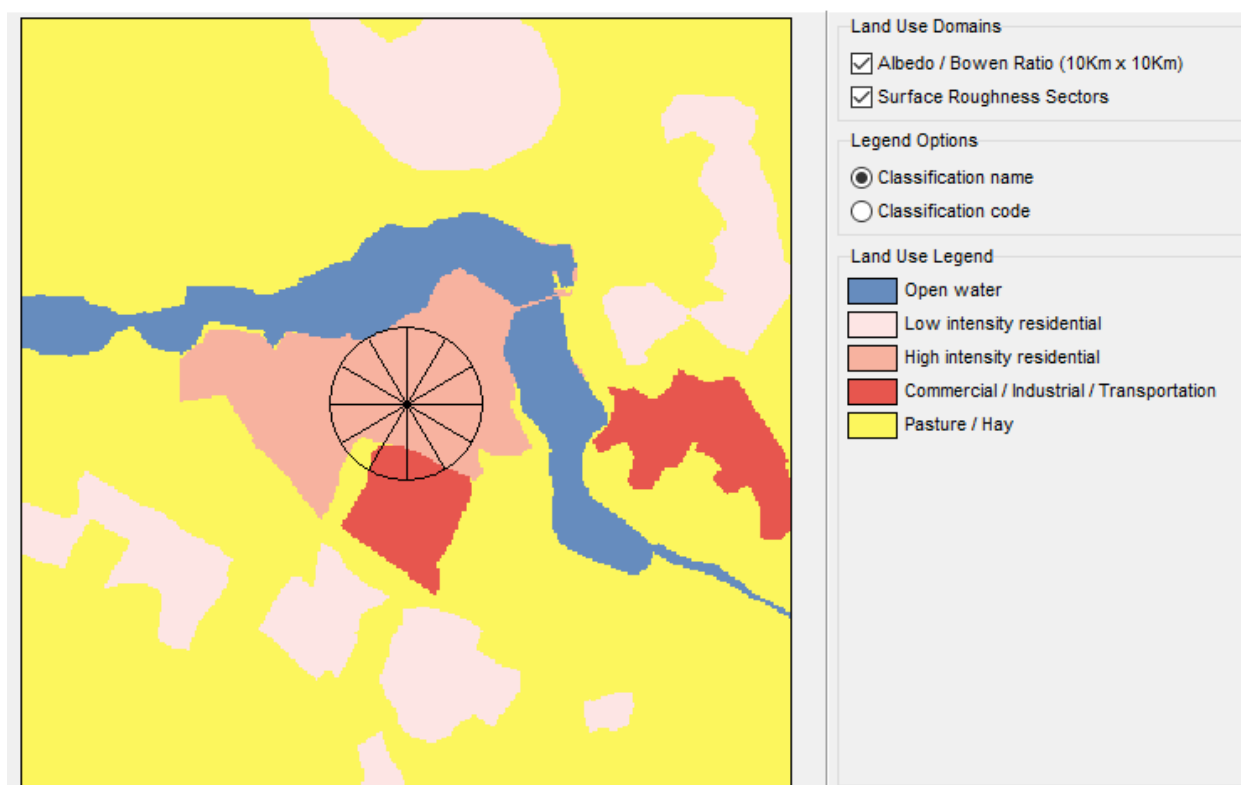 Land Use Domains
Albedo / Bowen Ratio (10Km x 10Km)
Surface Roughness Sectors
Legend Options
Classification name
Classification code
Land Use Legend
Open water
Low intensity residential
High intensity residential
Commercial / Industrial / Transportation
Pasture / Hay